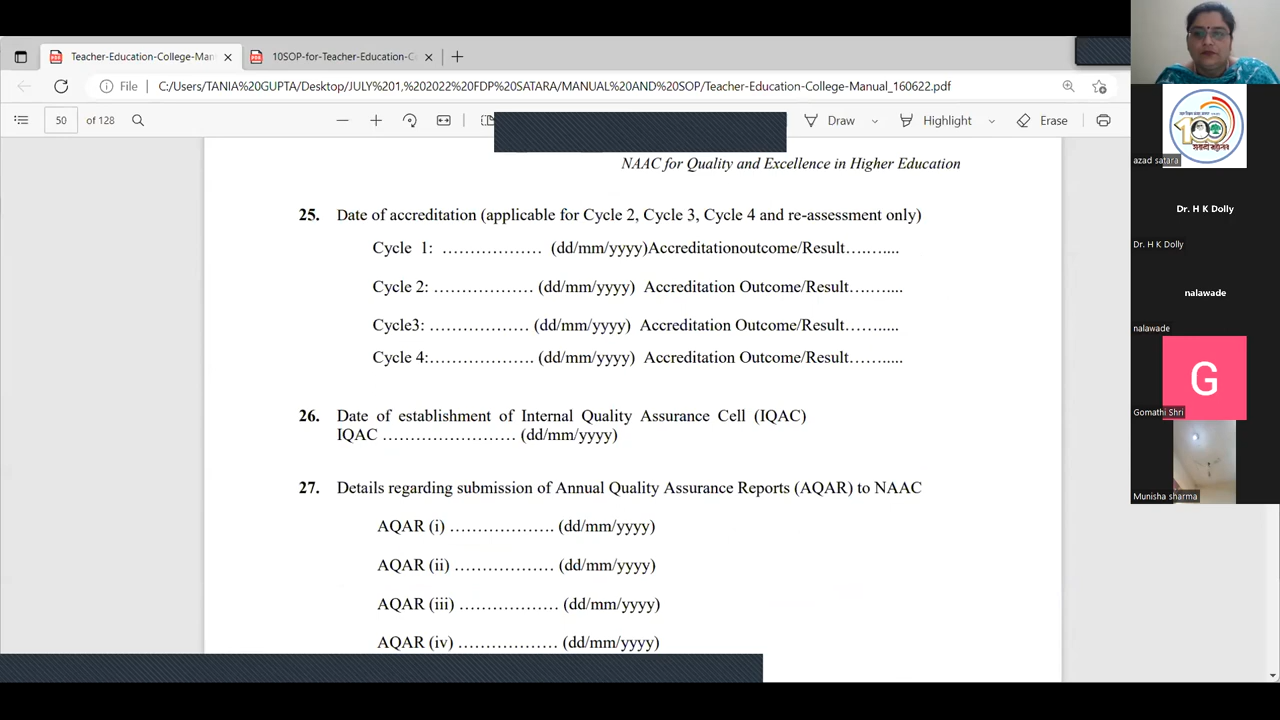 Teacher-Education-College-Man
10SOP-for-Teacher-Education-C
File
C:/Users/TANIA%20GUPTA/Desktop/JULY%201,%202022%20FDP%20SATARA/MANUAL%20AND%20SOP/Teacher-Education-College-Manual_160622.pdf
50 of 128
Draw
Highlight
Erase
NAAC for Quality and Excellence in Higher Education
25. Date of accreditation (applicable for Cycle 2, Cycle 3, Cycle 4 and re-assessment only)
Cycle 1: ……………… (dd/mm/yyyy)Accreditationoutcome/Result….…...
Cycle 2: ……………… (dd/mm/yyyy) Accreditation Outcome/Result….…...
Cycle3: ……………… (dd/mm/yyyy) Accreditation Outcome/Result…….....
Cycle 4:………………. (dd/mm/yyyy) Accreditation Outcome/Result…….....
26. Date of establishment of Internal Quality Assurance Cell (IQAC)
IQAC …………………… (dd/mm/yyyy)
27. Details regarding submission of Annual Quality Assurance Reports (AQAR) to NAAC
AQAR (i) ………………. (dd/mm/yyyy)
AQAR (ii) ……………… (dd/mm/yyyy)
AQAR (iii) ……………… (dd/mm/yyyy)
AQAR (iv) ……………… (dd/mm/yyyy)
azad satara
Dr. H K Dolly
Dr. H K Dolly
nalawade
nalawade
G
Gomathi Shri
Munisha sharma